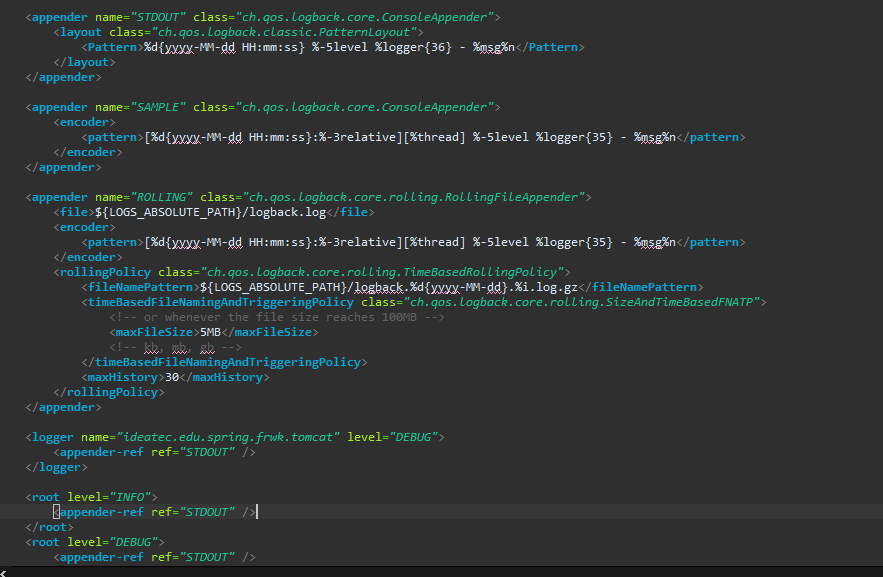 <appender name="STDOUT" class="ch.qos.logback.core.ConsoleAppender">
<layout class="ch.qos.logback.classic.PatternLayout">
<Pattern>%d{yyyy-MM-dd HH:mm:ss} %-5level %logger{36} - %msg%n</Pattern>
</layout>
</appender>
<appender name="SAMPLE" class="ch.qos.logback.core.ConsoleAppender">
<encoder>
<pattern>[%d{yyyy-MM-dd HH:mm:ss}:%-3relative][%thread] %-5level %logger{35} - %msg%n</pattern>
</encoder>
</appender>
<appender name="ROLLING" class="ch.qos.logback.core.rolling.RollingFileAppender">
<file>${LOGS_ABSOLUTE_PATH}/logback.log</file>
<encoder>
<pattern>[%d{yyyy-MM-dd HH:mm:ss}:%-3relative][%thread] %-5level %logger{35} - %msg%n</pattern>
</encoder>
<rollingPolicy class="ch.qos.logback.core.rolling.TimeBasedRollingPolicy">
<fileNamePattern>${LOGS_ABSOLUTE_PATH}/logback.%d{yyyy-MM-dd}.%i.log.gz</fileNamePattern>
<timeBasedFileNamingAndTriggeringPolicy class="ch.qos.logback.core.rolling.SizeAndTimeBasedFNATP">
<!-- or whenever the file size reaches 100MB -->
<maxFileSize>5MB</maxFileSize>
<!-- kb, mb, gb -->
</timeBasedFileNamingAndTriggeringPolicy>
<maxHistory>30</maxHistory>
</rollingPolicy>
</appender>
<logger name="ideatec.edu.spring.frwk.tomcat" level="DEBUG">
<appender-ref ref="STDOUT" />
</logger>
<root level="INFO">
<appender-ref ref="STDOUT" />
</root>
<root level="DEBUG">
<appender-ref ref="STDOUT" />